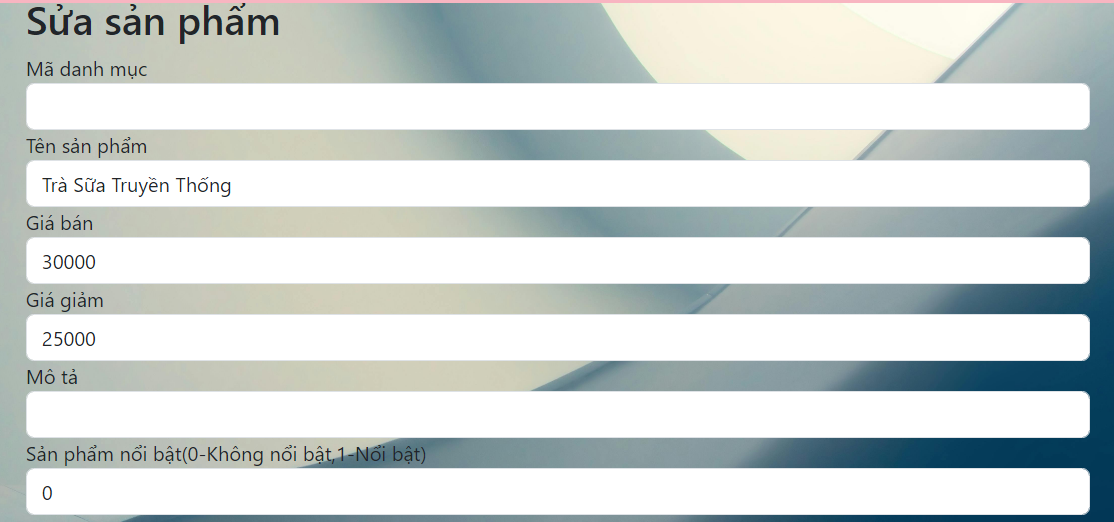 Sửa sản phẩm
Mã danh mục
Tên sản phẩm
Trà Sữa Truyền Thống
Giá bán
30000
Giá giảm
25000
Mô tả
Sản phẩm nổi bật(0-Không nổi bật,1-Nổi bật)
0